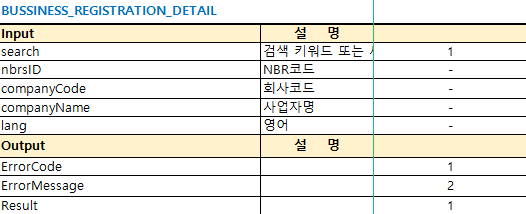 BUSSINESS_REGISTRATION_DETAIL
Input 설 명
search 검색 키워드 또는 1
nbrsID NBR코드 -
companyCode 회사코드 -
companyName 사업자명 -
lang 영어 -
Output 설 명
ErrorCode 1
ErrorMessage 2
Result 1